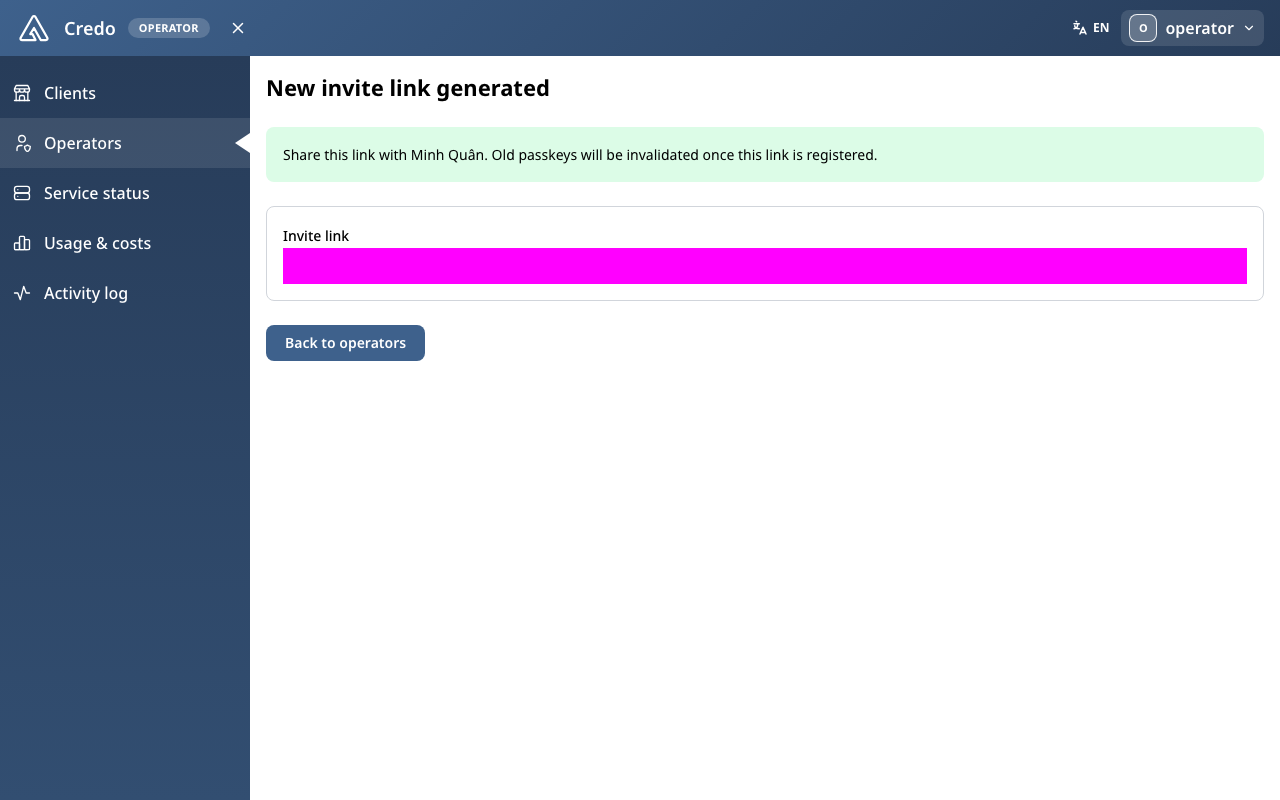 Credo
OPERATOR
EN
O
operator
Clients
Operators
Service status
Usage & costs
Activity log
New invite link generated
Share this link with Minh Quân. Old passkeys will be invalidated once this link is registered.
Invite link
Back to operators